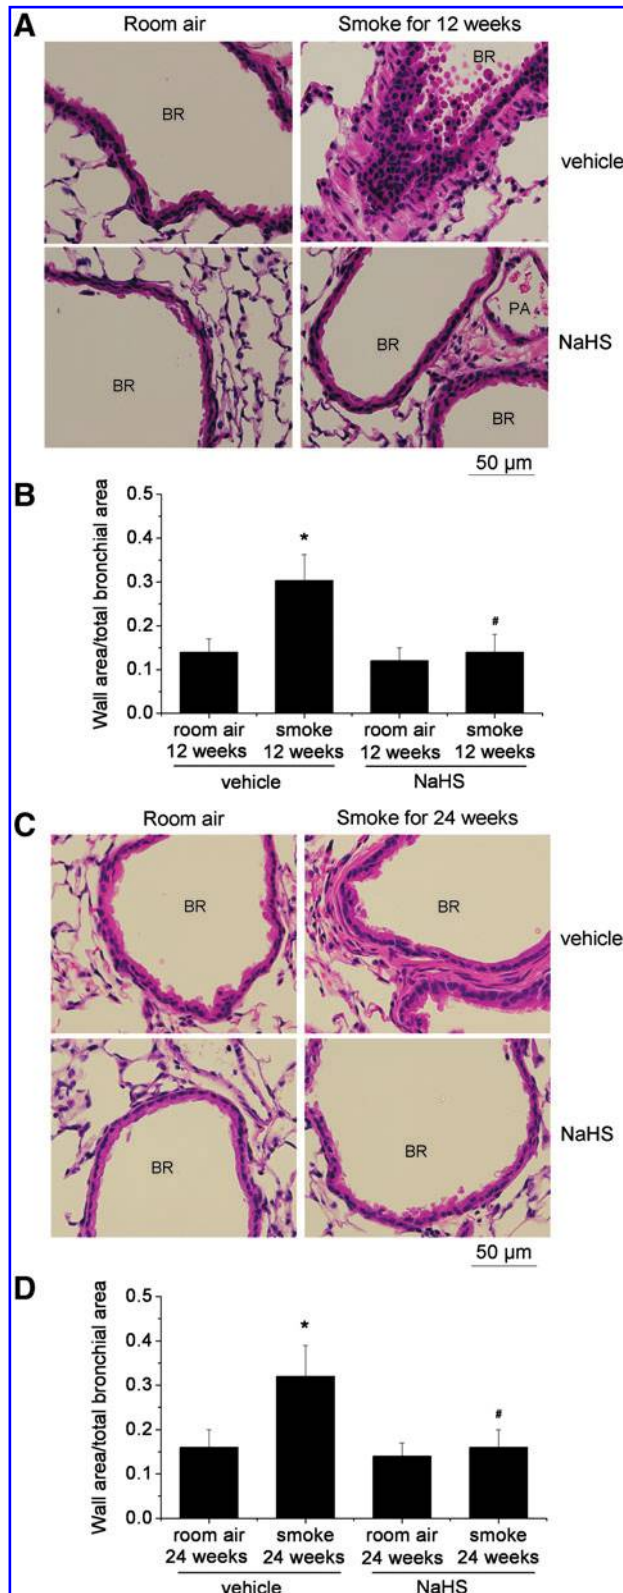 A
Room air
Smoke for 12 weeks
BR
BR
vehicle
BR
BR
PA
BR
NaHS
50 µm
B
Wall area/total bronchial area
0.5
0.4
0.3
0.2
0.1
0.0
*
#
room air smoke room air smoke
12 weeks 12 weeks 12 weeks 12 weeks
vehicle NaHS
C
Room air
Smoke for 24 weeks
BR
BR
vehicle
BR
BR
NaHS
50 µm
D
Wall area/total bronchial area
0.5
0.4
0.3
0.2
0.1
0.0
*
#
room air smoke room air smoke
24 weeks 24 weeks 24 weeks 24 weeks
vehicle NaHS